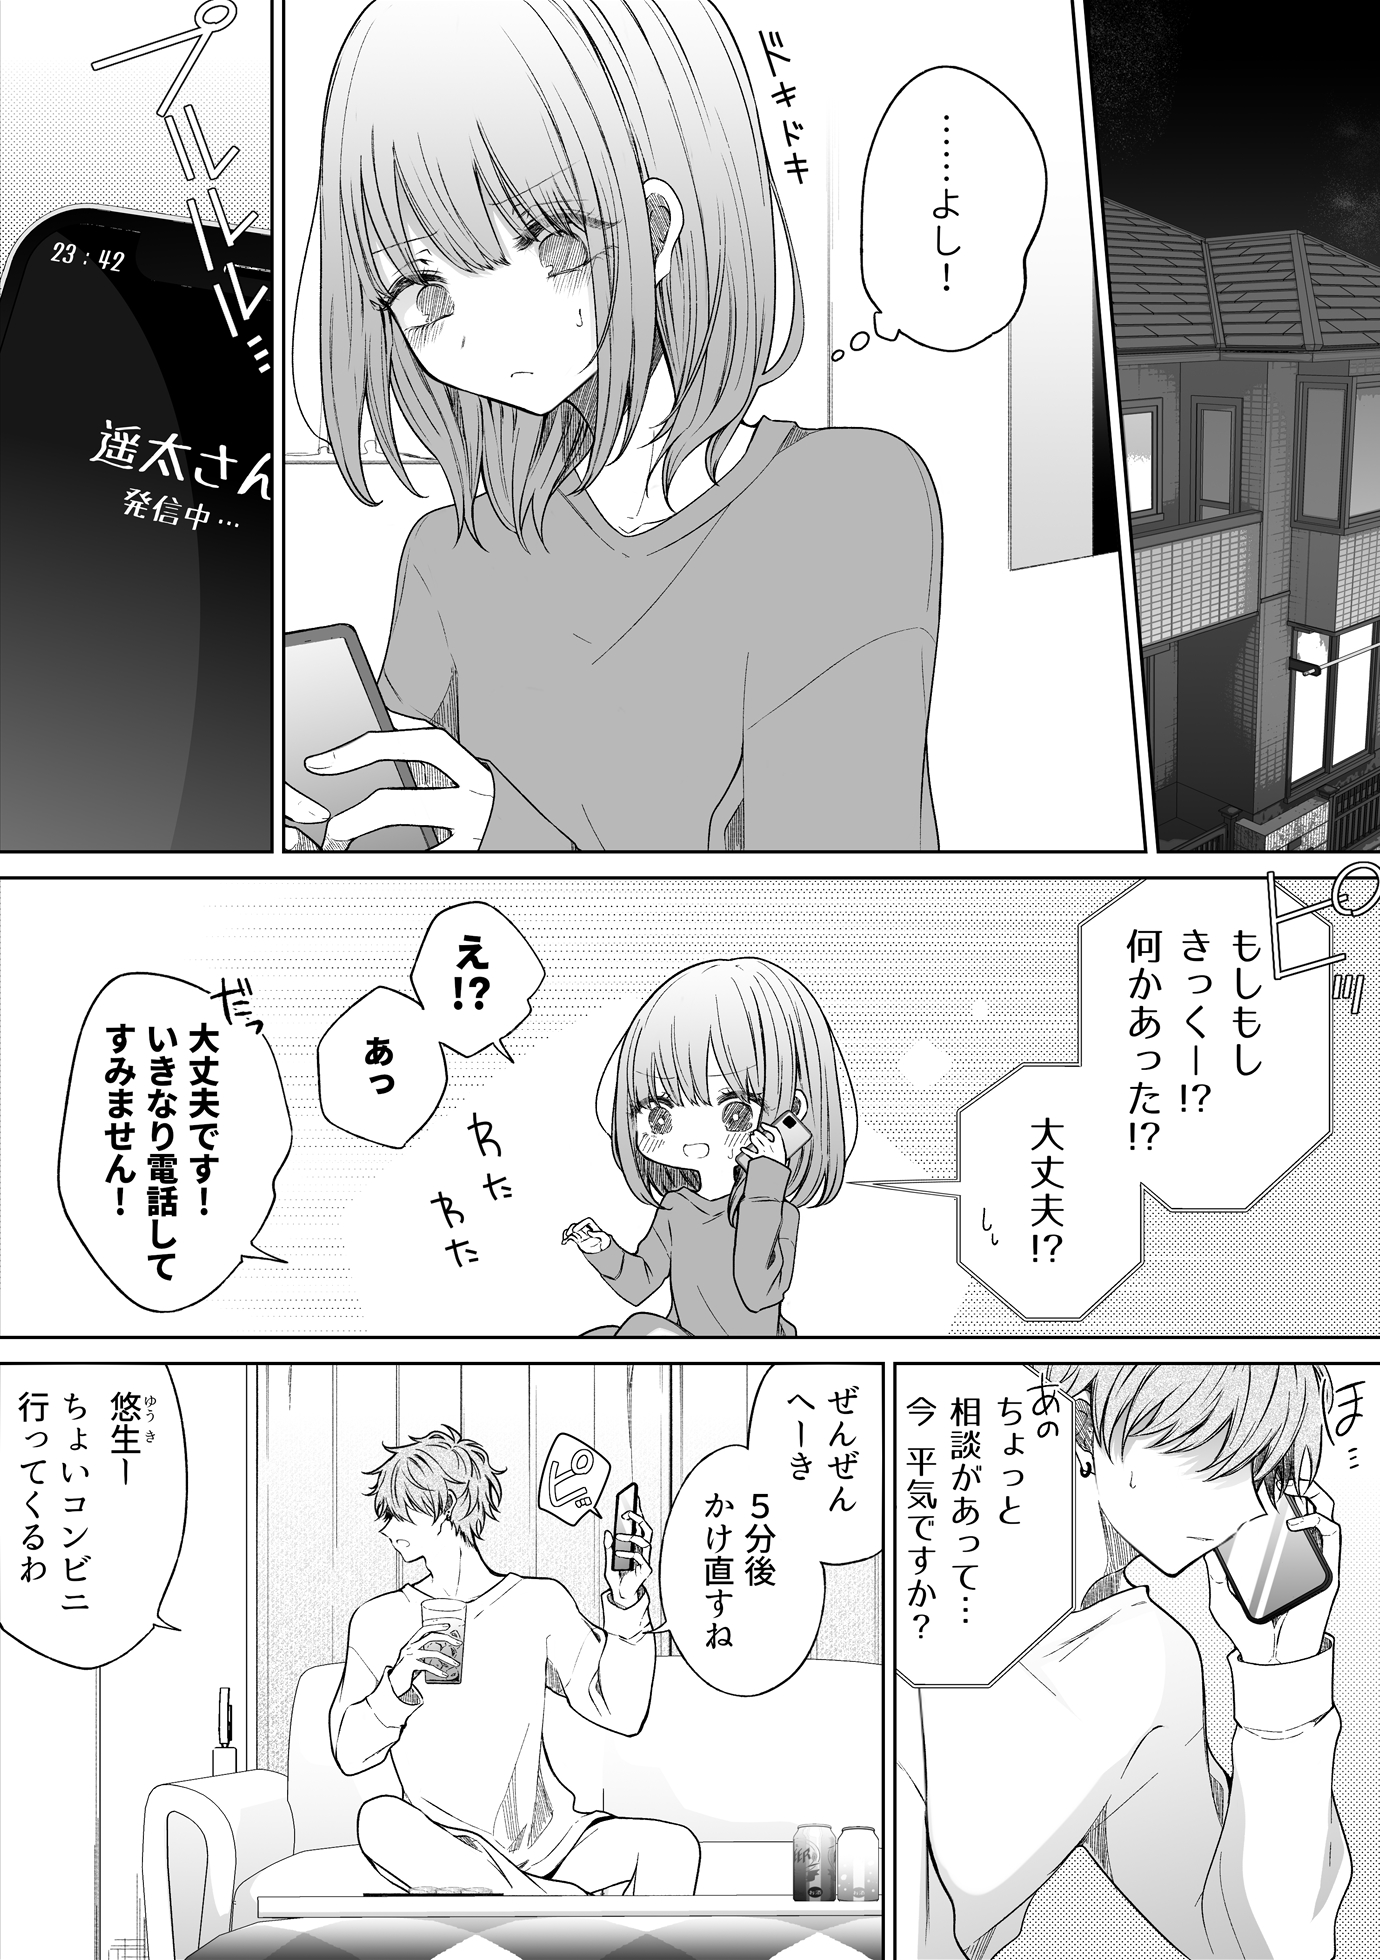 ……よし！
ドキドキ
プルルルル…
23：42
遥太さん
発信中…
ピッ
もしもし
きっくー!?
何かあった!?
大丈夫!?
え!?
あっ
わた
わた
だっ
大丈夫です！
いきなり電話して
すみません！
ほ…
あの
ちょっと
相談があって…
今 平気ですか？
ぜんぜん
へーき
5分後
かけ直すね
ピッ
悠生ー
ゆうき
ちょいコンビニ
行ってくるわ
お酒